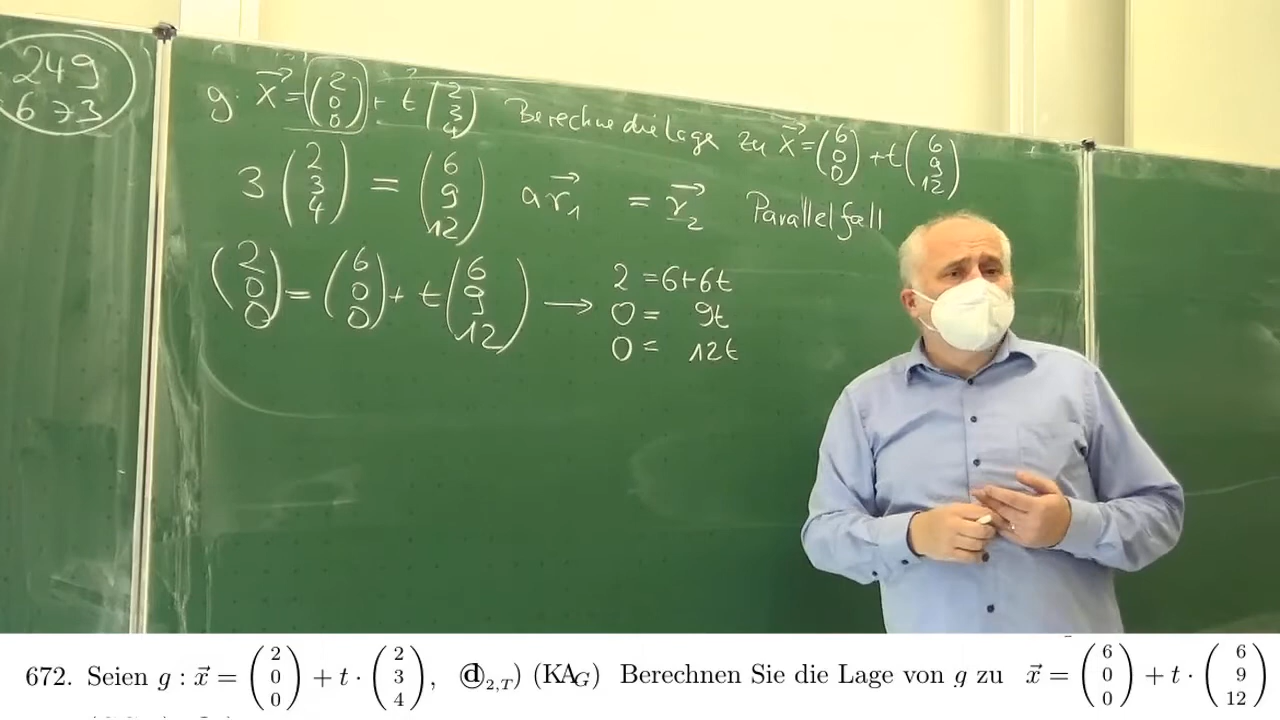 249
6 → 3
g: x⃗ = (2 0 0) + t (2 3 4) Berechne die Lage zu x⃗ = (6 0 0) + t (6 9 12)
3 (2 3 4) = (6 9 12) a r⃗₁ = r⃗₂ Parallelfall
(2 0 0) = (6 0 0) + t (6 9 12) → 2 = 6+6t
0 = 9t
0 = 12t
672. Seien g : x⃗ = (2 0 0) + t · (2 3 4), d₂,T) (KA_G) Berechnen Sie die Lage von g zu x⃗ = (6 0 0) + t · (6 9 12)